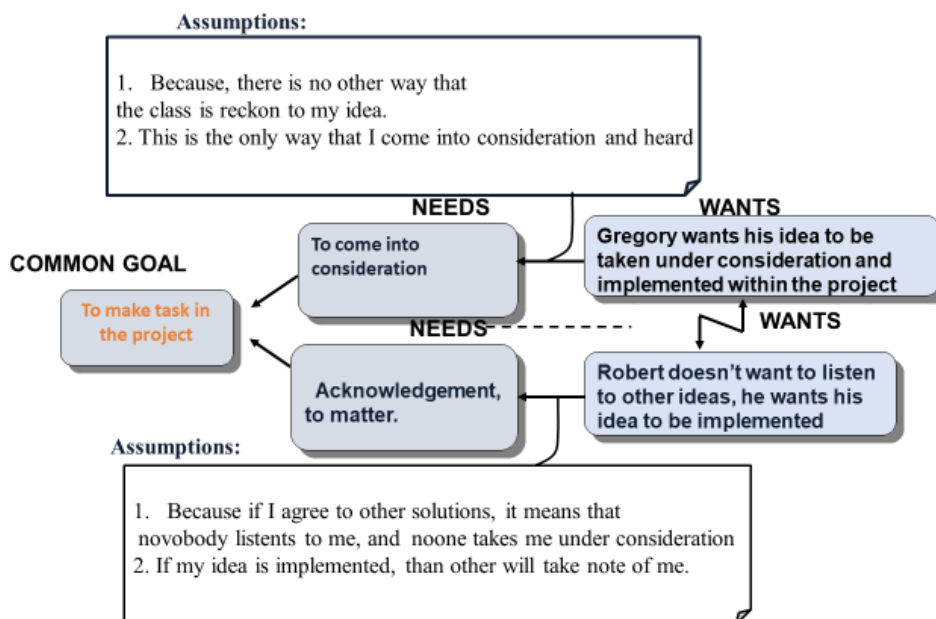 Assumptions:
1. Because, there is no other way that
the class is reckon to my idea.
2. This is the only way that I come into consideration and heard
NEEDS
WANTS
To come into
consideration
Gregory wants his idea to be
taken under consideration and
implemented within the project
COMMON GOAL
To make task in
the project
NEEDS
WANTS
Acknowledgement,
to matter.
Robert doesn't want to listen
to other ideas, he wants his
idea to be implemented
Assumptions:
1. Because if I agree to other solutions, it means that
novobody listents to me, and noone takes me under consideration
2. If my idea is implemented, than other will take note of me.